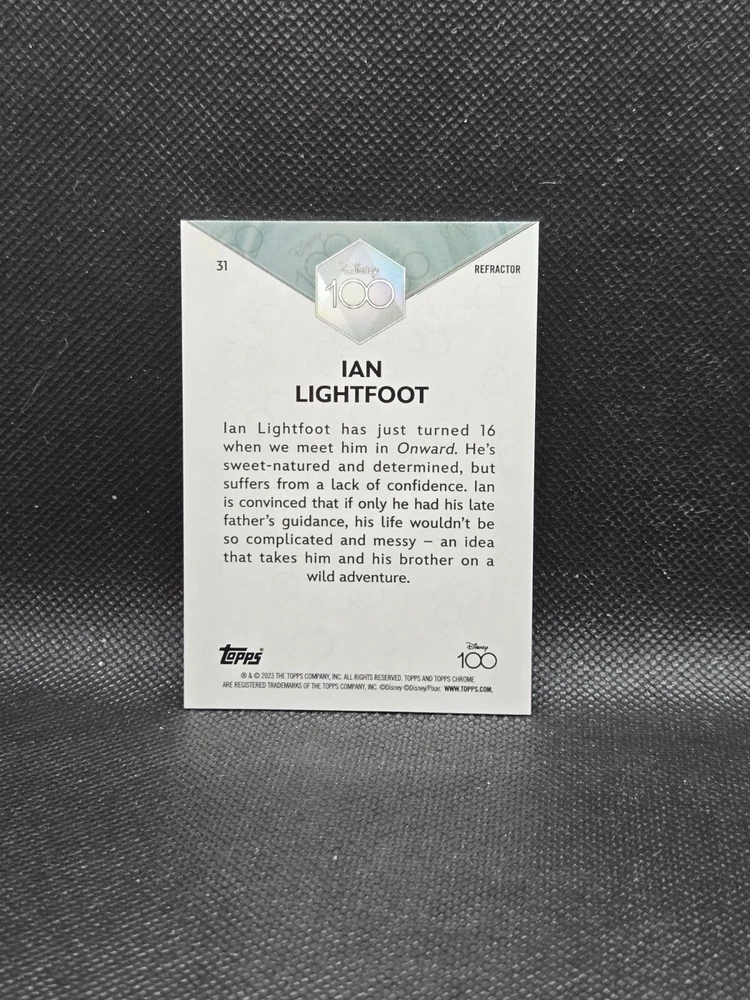 31
Disney
100
REFRACTOR
IAN
LIGHTFOOT
Ian Lightfoot has just turned 16
when we meet him in Onward. He's
sweet-natured and determined, but
suffers from a lack of confidence. Ian
is convinced that if only he had his late
father's guidance, his life wouldn't be
so complicated and messy – an idea
that takes him and his brother on a
wild adventure.
Topps®
Disney
100
® & © 2023 THE TOPPS COMPANY, INC. ALL RIGHTS RESERVED. TOPPS AND TOPPS CHROME
ARE REGISTERED TRADEMARKS OF THE TOPPS COMPANY, INC. ©Disney ©Disney/Pixar. WWW.TOPPS.COM.